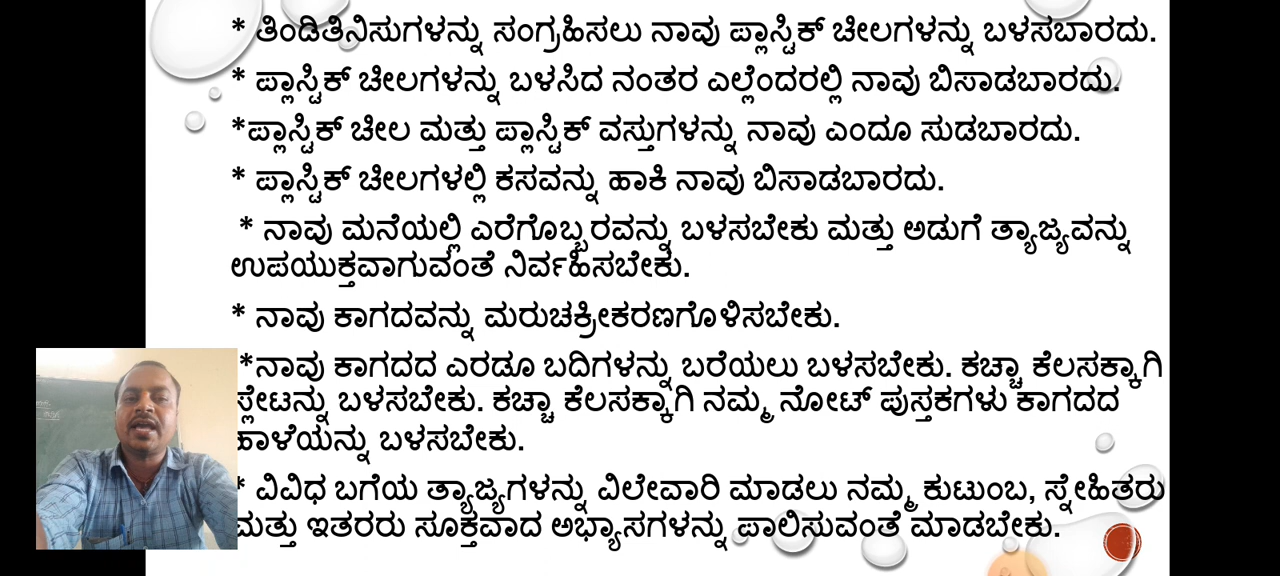 * ತಿಂಡಿತಿನಿಸುಗಳನ್ನು ಸಂಗ್ರಹಿಸಲು ನಾವು ಪ್ಲಾಸ್ಟಿಕ್ ಚೀಲಗಳನ್ನು ಬಳಸಬಾರದು.
* ಪ್ಲಾಸ್ಟಿಕ್ ಚೀಲಗಳನ್ನು ಬಳಸಿದ ನಂತರ ಎಲ್ಲೆಂದರಲ್ಲಿ ನಾವು ಬಿಸಾಡಬಾರದು.
*ಪ್ಲಾಸ್ಟಿಕ್ ಚೀಲ ಮತ್ತು ಪ್ಲಾಸ್ಟಿಕ್ ವಸ್ತುಗಳನ್ನು ನಾವು ಎಂದೂ ಸುಡಬಾರದು.
* ಪ್ಲಾಸ್ಟಿಕ್ ಚೀಲಗಳಲ್ಲಿ ಕಸವನ್ನು ಹಾಕಿ ನಾವು ಬಿಸಾಡಬಾರದು.
* ನಾವು ಮನೆಯಲ್ಲಿ ಎರೆಗೊಬ್ಬರವನ್ನು ಬಳಸಬೇಕು ಮತ್ತು ಅಡುಗೆ ತ್ಯಾಜ್ಯವನ್ನು
ಉಪಯುಕ್ತವಾಗುವಂತೆ ನಿರ್ವಹಿಸಬೇಕು.
* ನಾವು ಕಾಗದವನ್ನು ಮರುಚಕ್ರೀಕರಣಗೊಳಿಸಬೇಕು.
*ನಾವು ಕಾಗದದ ಎರಡೂ ಬದಿಗಳನ್ನು ಬರೆಯಲು ಬಳಸಬೇಕು. ಕಚ್ಚಾ ಕೆಲಸಕ್ಕಾಗಿ
ಸ್ಲೇಟನ್ನು ಬಳಸಬೇಕು. ಕಚ್ಚಾ ಕೆಲಸಕ್ಕಾಗಿ ನಮ್ಮ ನೋಟ್ ಪುಸ್ತಕಗಳು ಕಾಗದದ
ಹಾಳೆಯನ್ನು ಬಳಸಬೇಕು.
* ವಿವಿಧ ಬಗೆಯ ತ್ಯಾಜ್ಯಗಳನ್ನು ವಿಲೇವಾರಿ ಮಾಡಲು ನಮ್ಮ ಕುಟುಂಬ, ಸ್ನೇಹಿತರು
ಮತ್ತು ಇತರರು ಸೂಕ್ತವಾದ ಅಭ್ಯಾಸಗಳನ್ನು ಪಾಲಿಸುವಂತೆ ಮಾಡಬೇಕು.